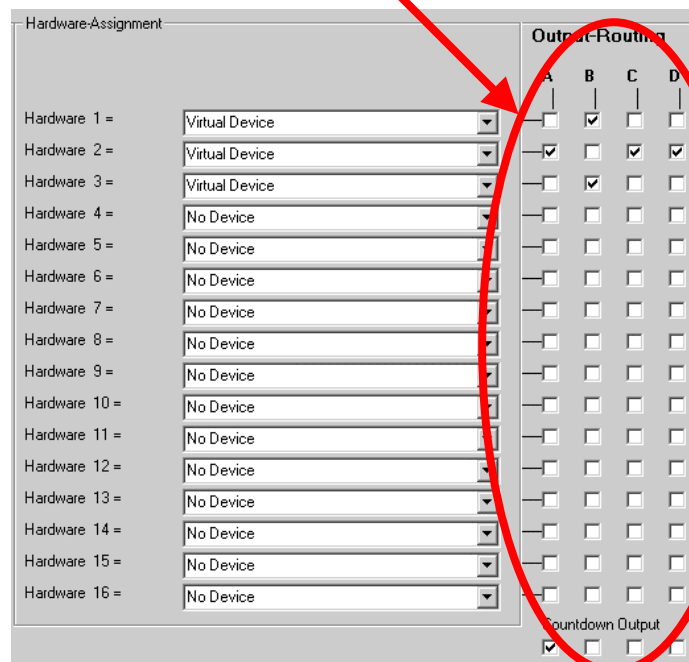 Hardware-Assignment
Output-Routing
A B C D
Hardware 1 = Virtual Device
Hardware 2 = Virtual Device
Hardware 3 = Virtual Device
Hardware 4 = No Device
Hardware 5 = No Device
Hardware 6 = No Device
Hardware 7 = No Device
Hardware 8 = No Device
Hardware 9 = No Device
Hardware 10 = No Device
Hardware 11 = No Device
Hardware 12 = No Device
Hardware 13 = No Device
Hardware 14 = No Device
Hardware 15 = No Device
Hardware 16 = No Device
Countdown Output